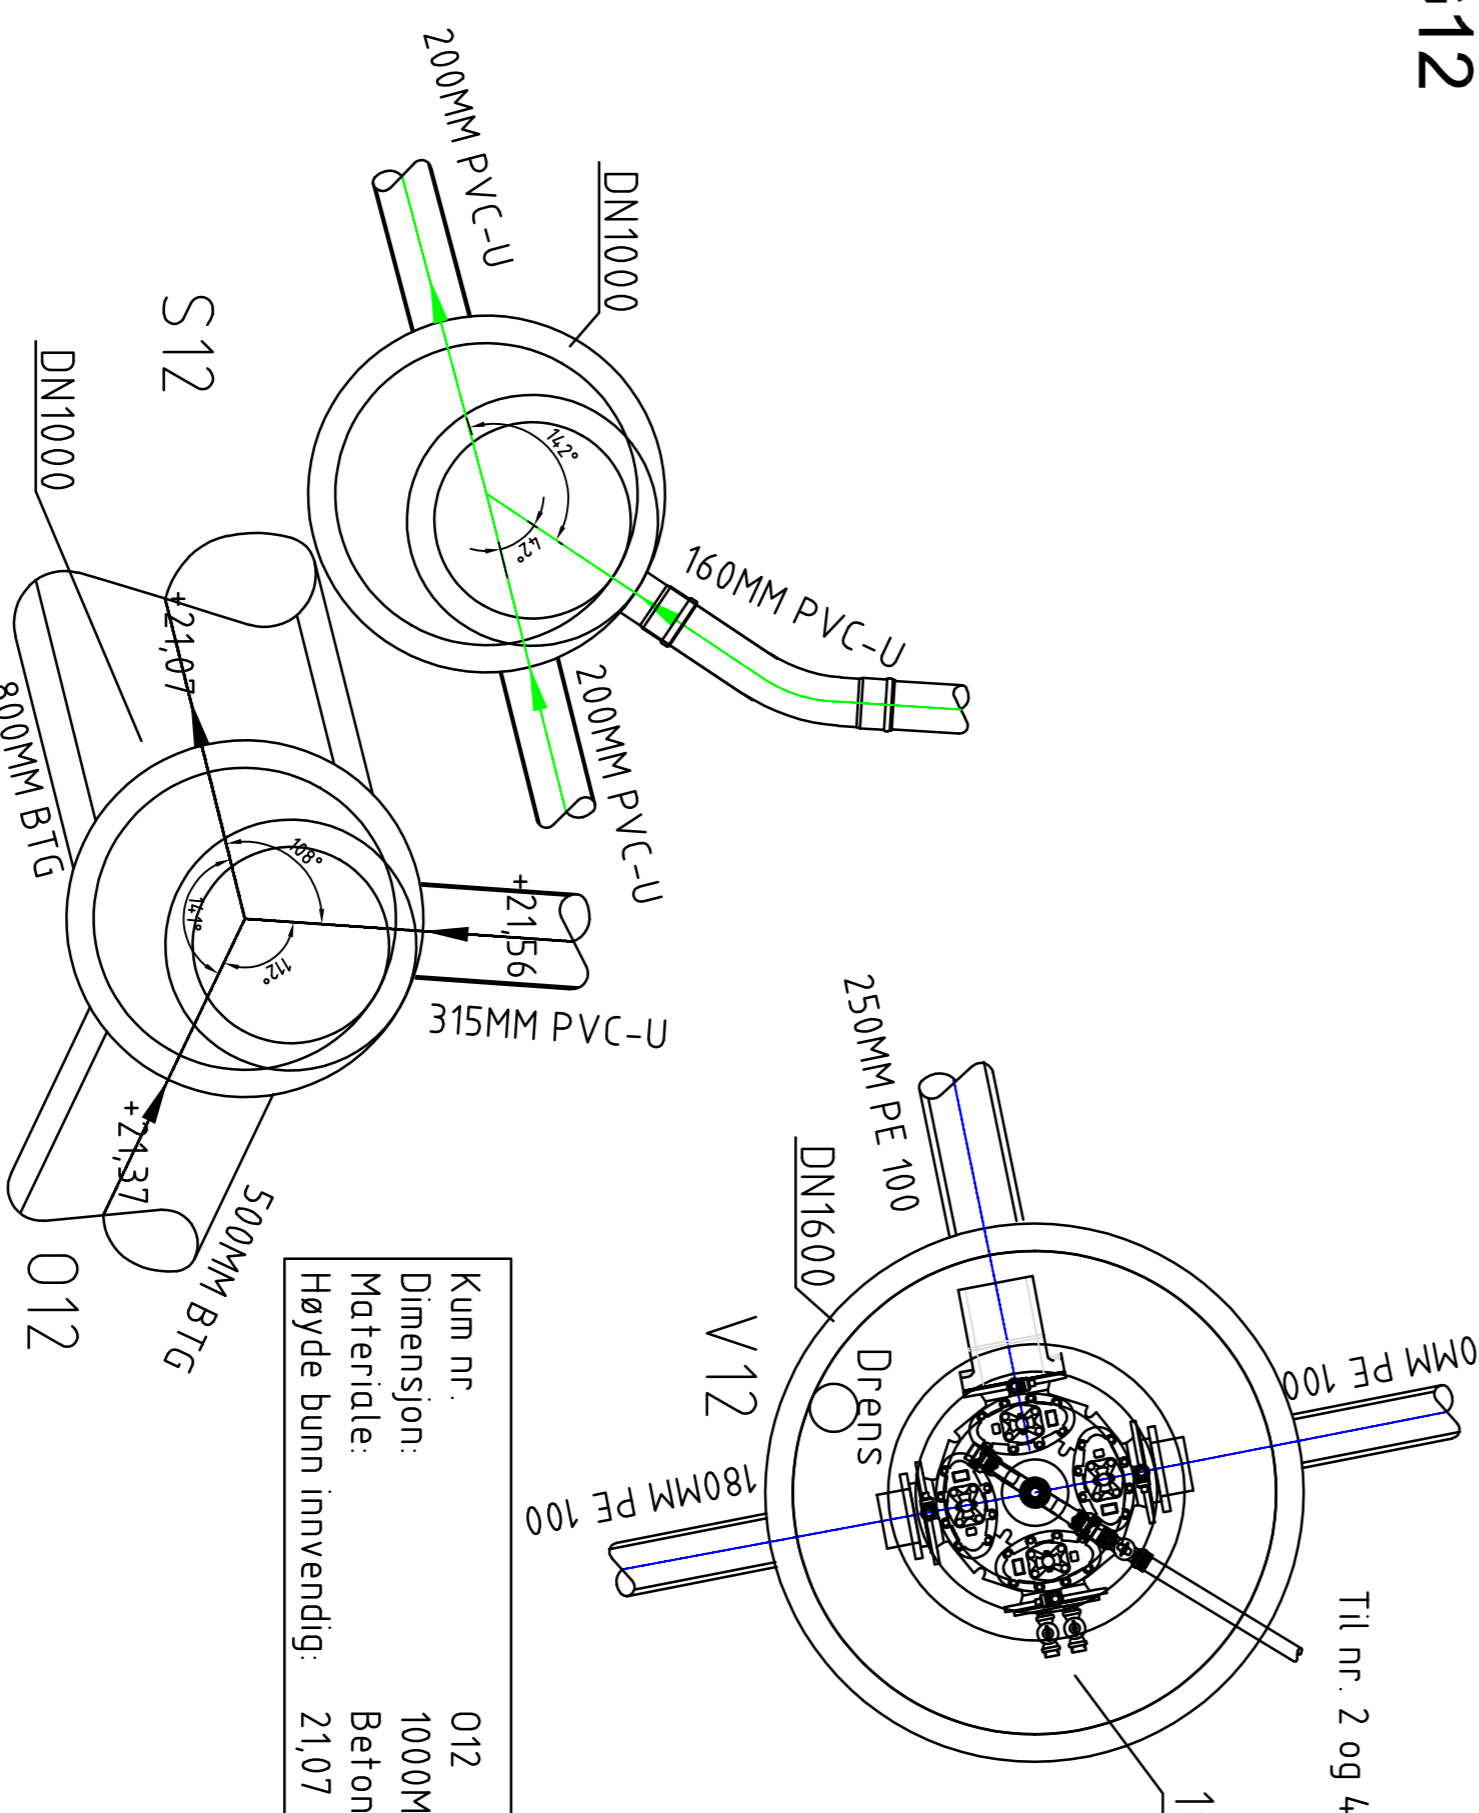 12
200MM PVC-U
DN1000
S12
142°
42°
160MM PVC-U
200MM PVC-U
DN1000
+21,07
800MM BTG
108°
141°
112°
+21,56
315MM PVC-U
+21,37
500MM BTG
O12
250MM PE 100
DN1600
V12
Drens
0MM PE 100
180MM PE 100
Til nr. 2 og 4
Kum nr. O12
Dimensjon: 1000M
Materiale: Beton
Høyde bunn innvendig: 21,07